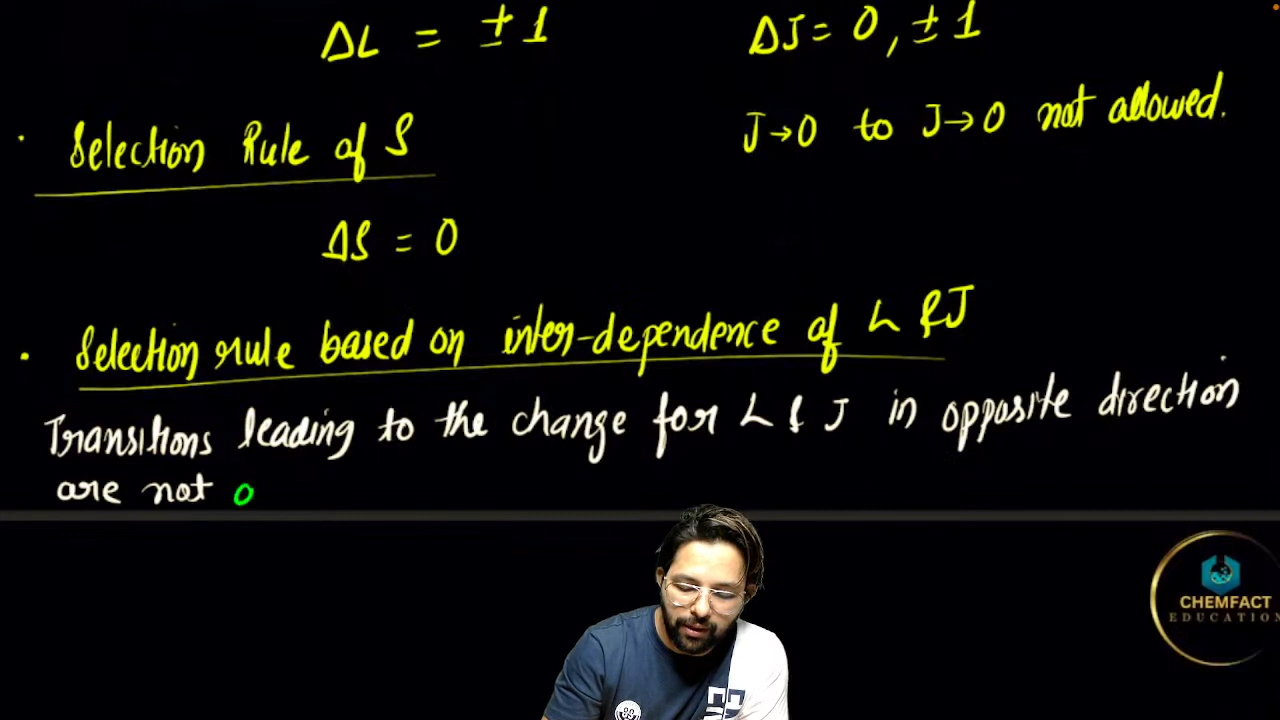 ΔL = ±1
ΔJ = 0, ±1
J→0 to J→0 not allowed.
· Selection Rule of S
ΔS = 0
· Selection rule based on inter-dependence of L & J
Transitions leading to the change for L & J in opposite direction
are not o
CHEMFACT
EDUCATION